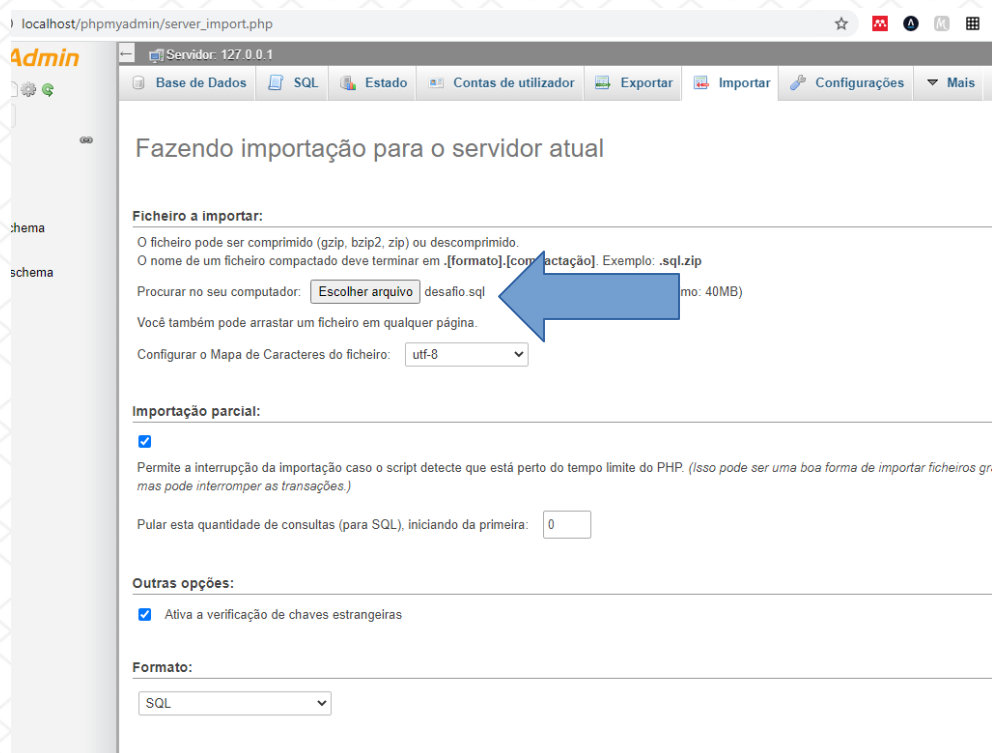 localhost/phpmyadmin/server_import.php
Admin
Servidor: 127.0.0.1
Base de Dados SQL Estado Contas de utilizador Exportar Importar Configurações Mais
Fazendo importação para o servidor atual
Ficheiro a importar:
chema
O ficheiro pode ser comprimido (gzip, bzip2, zip) ou descomprimido.
O nome de um ficheiro compactado deve terminar em .[formato].[compactação]. Exemplo: .sql.zip
schema
Procurar no seu computador: Escolher arquivo desafio.sql mo: 40MB)
Você também pode arrastar um ficheiro em qualquer página.
Configurar o Mapa de Caracteres do ficheiro: utf-8
Importação parcial:
Permite a interrupção da importação caso o script detecte que está perto do tempo limite do PHP. (Isso pode ser uma boa forma de importar ficheiros gra
mas pode interromper as transações.)
Pular esta quantidade de consultas (para SQL), iniciando da primeira: 0
Outras opções:
Ativa a verificação de chaves estrangeiras
Formato:
SQL